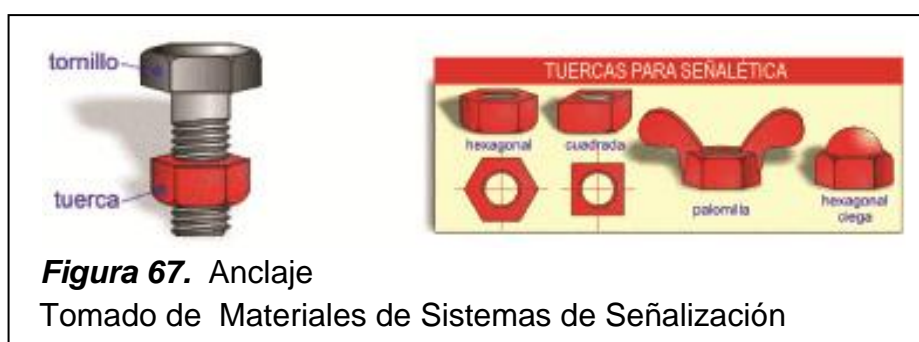 tornillo
tuerca
TUERCAS PARA SEÑALÉTICA
hexagonal
cuadrada
palomilla
hexagonal
ciega
Figura 67. Anclaje
Tomado de Materiales de Sistemas de Señalización